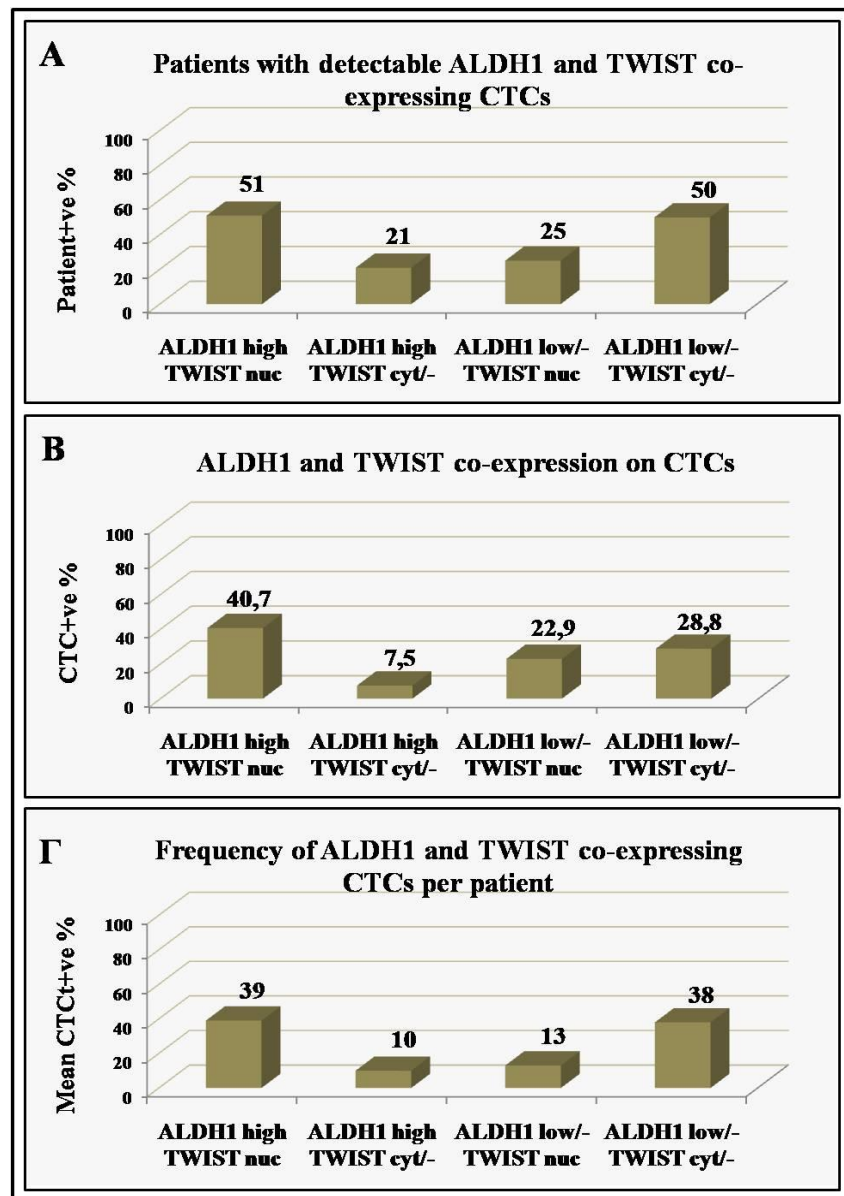 A
Patients with detectable ALDH1 and TWIST co-
expressing CTCs
Patient+ve %
100
80
60
40
20
0
51
21
25
50
ALDH1 high ALDH1 high ALDH1 low/- ALDH1 low/-
TWIST nuc TWIST cyt/- TWIST nuc TWIST cyt/-
B
ALDH1 and TWIST co-expression on CTCs
CTC+ve %
100
80
60
40
20
0
40,7
7,5
22,9
28,8
ALDH1 high ALDH1 high ALDH1 low/- ALDH1 low/-
TWIST nuc TWIST cyt/- TWIST nuc TWIST cyt/-
Γ
Frequency of ALDH1 and TWIST co-expressing
CTCs per patient
Mean CTCt+ve %
100
80
60
40
20
0
39
10
13
38
ALDH1 high ALDH1 high ALDH1 low/- ALDH1 low/-
TWIST nuc TWIST cyt/- TWIST nuc TWIST cyt/-